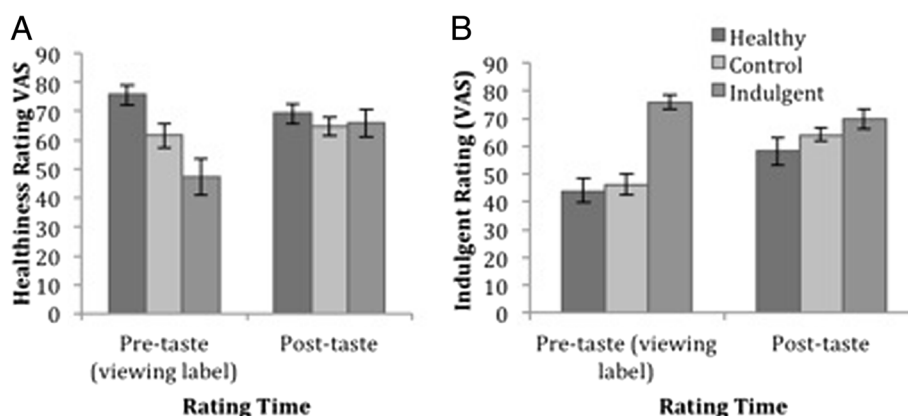 A
Healthiness Rating VAS
90
80
70
60
50
40
30
20
10
0
Pre-taste
(viewing label)
Post-taste
Rating Time
B
Healthy
Control
Indulgent
Indulgent Rating (VAS)
90
80
70
60
50
40
30
20
10
0
Pre-taste (viewing
label)
Post-taste
Rating Time